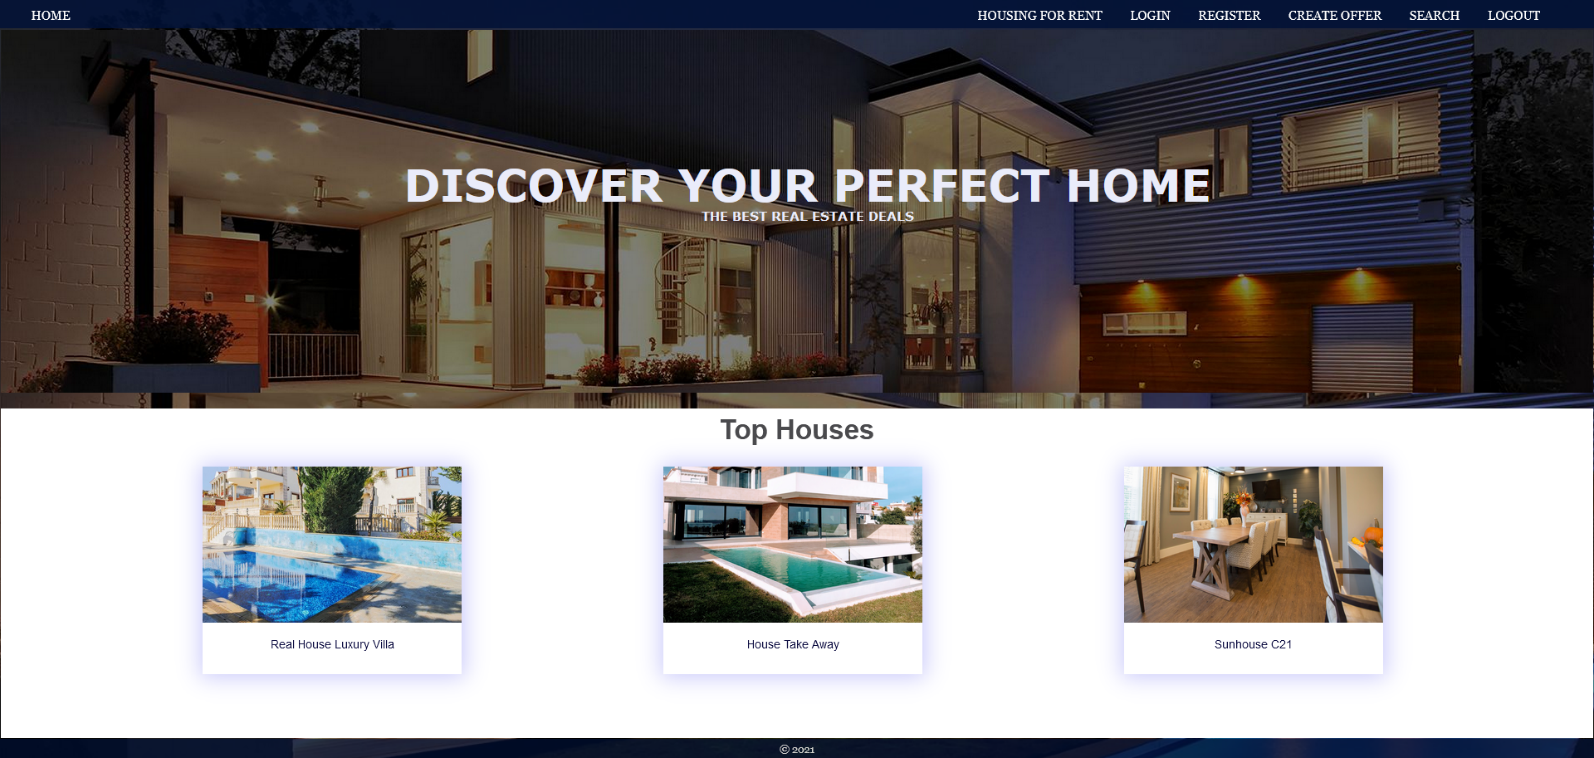 HOME HOUSING FOR RENT LOGIN REGISTER CREATE OFFER SEARCH LOGOUT
DISCOVER YOUR PERFECT HOME
THE BEST REAL ESTATE DEALS
Top Houses
Real House Luxury Villa
House Take Away
Sunhouse C21
© 2021